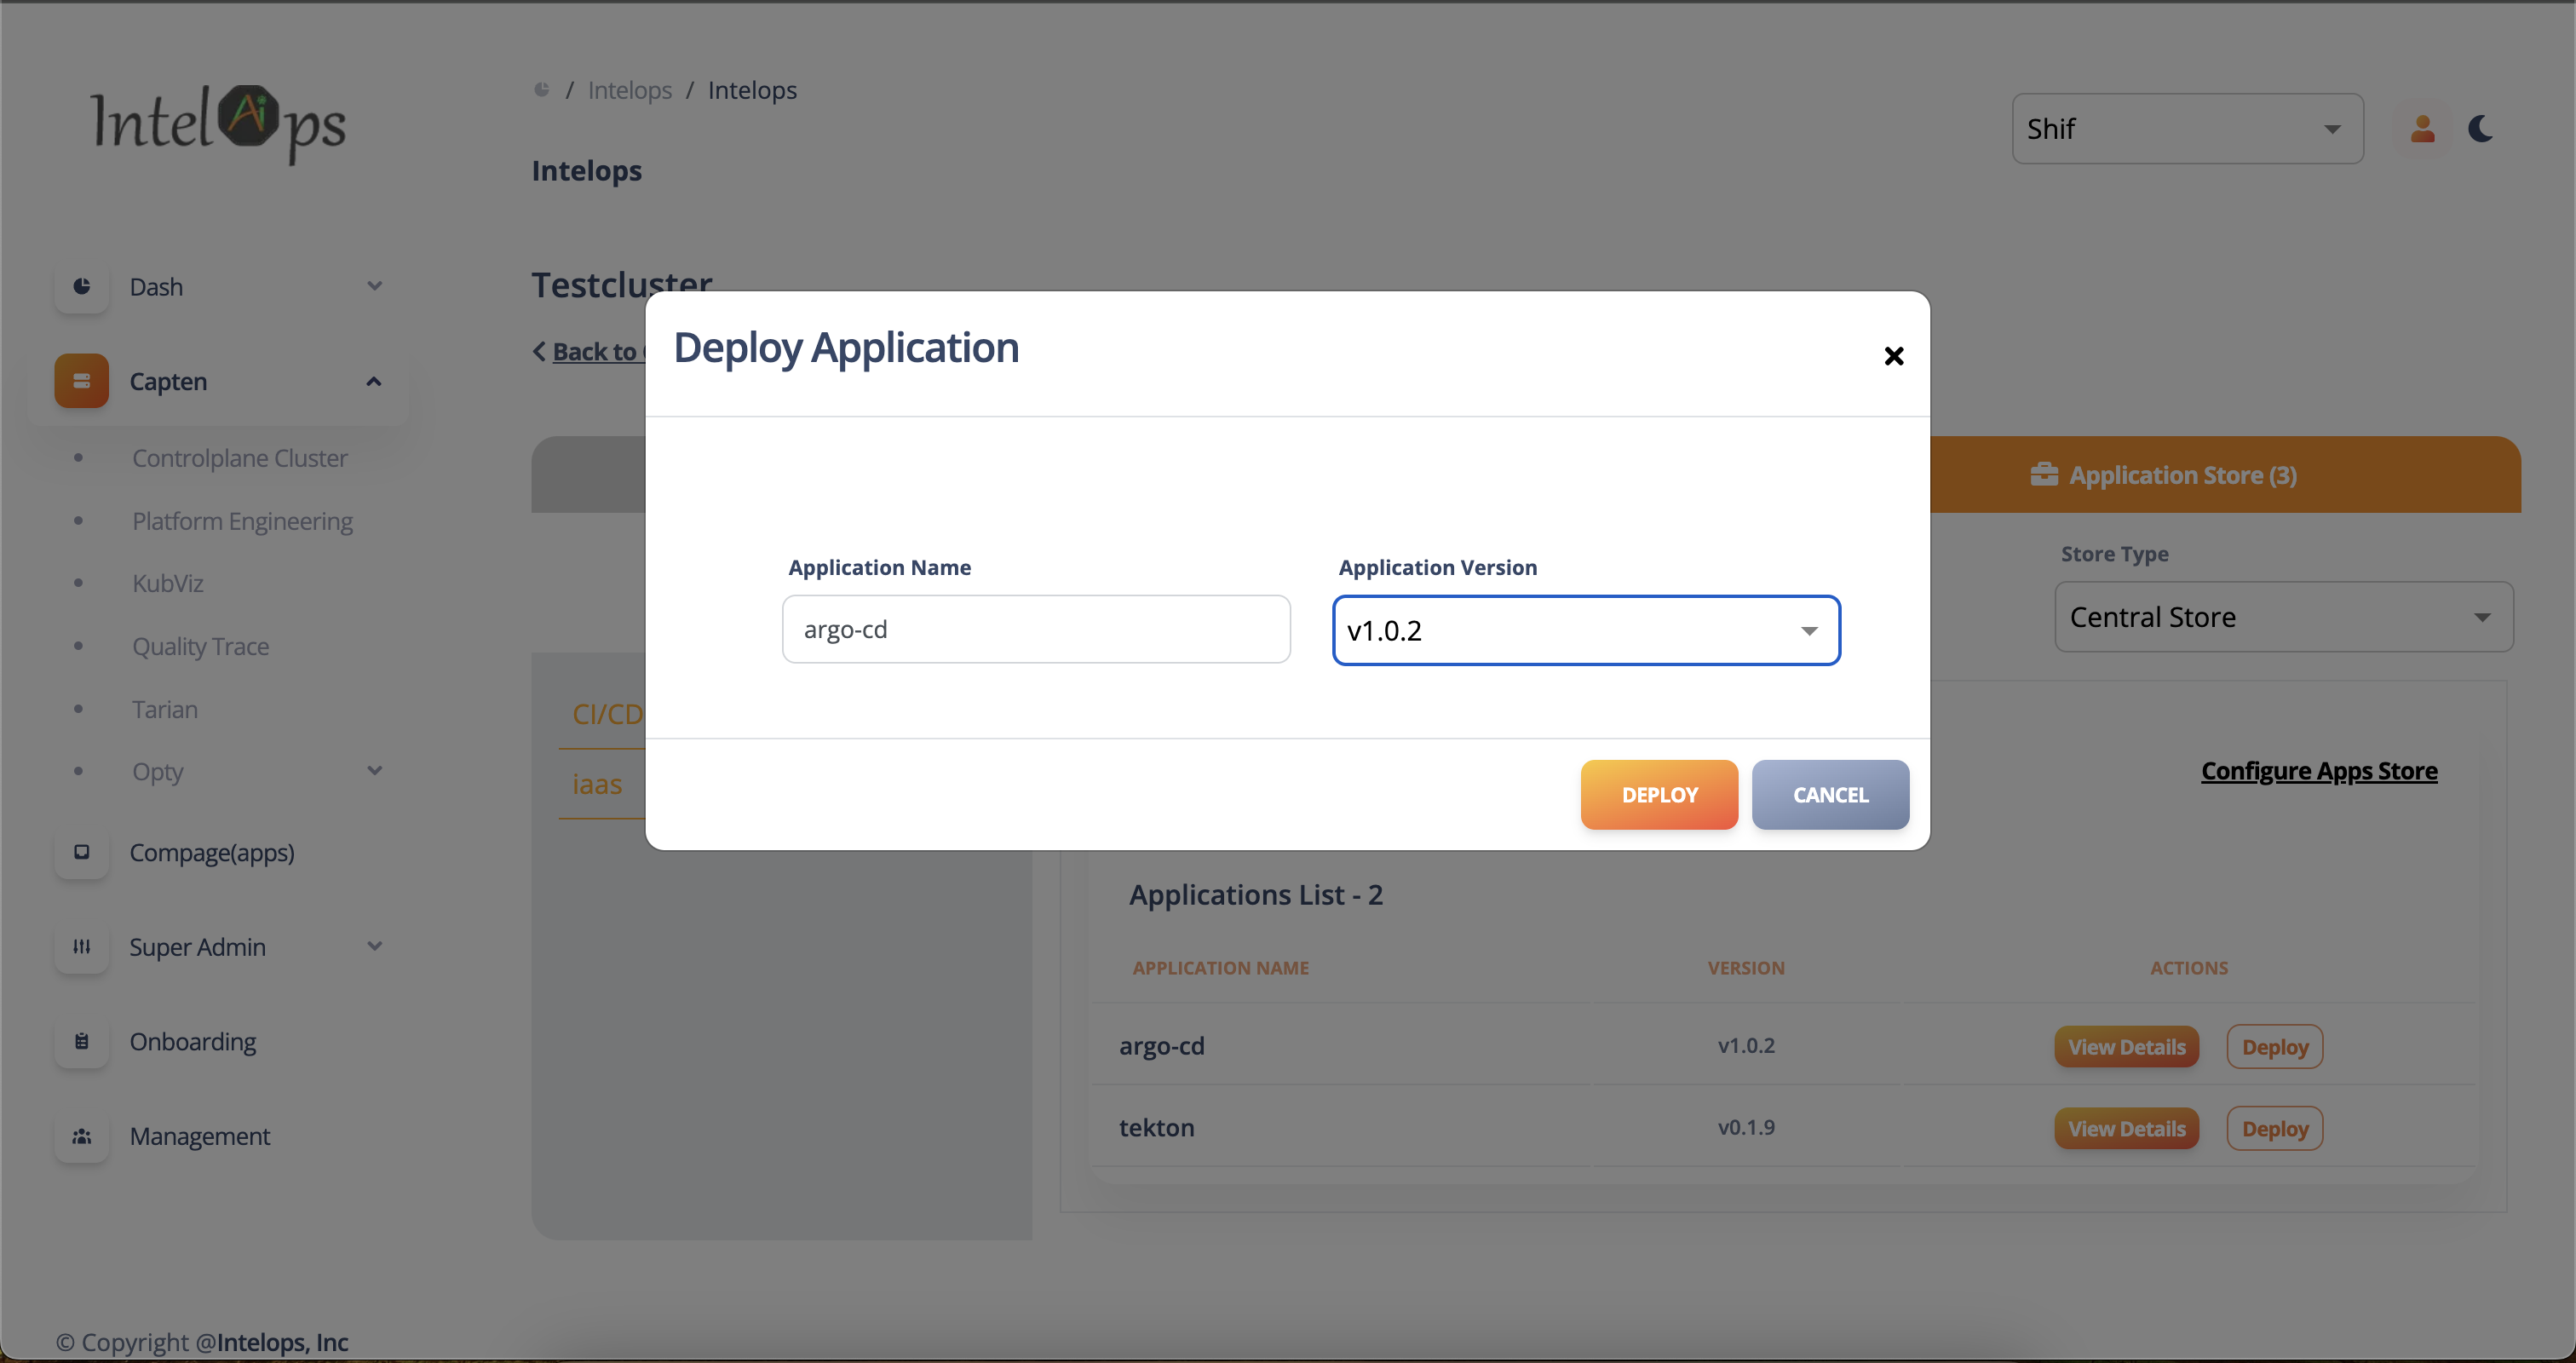 IntelAips
/ Intelops / Intelops
Shif
Intelops
Testcluster
Back to
Dash
Capten
Controlplane Cluster
Platform Engineering
KubViz
Quality Trace
Tarian
Opty
Compage(apps)
Super Admin
Onboarding
Management
© Copyright @Intelops, Inc
Application Store (3)
Store Type
Central Store
CI/CD
iaas
Configure Apps Store
Deploy Application
Application Name
Application Version
argo-cd
v1.0.2
DEPLOY
CANCEL
Applications List - 2
APPLICATION NAME VERSION ACTIONS
argo-cd v1.0.2 View Details Deploy
tekton v0.1.9 View Details Deploy